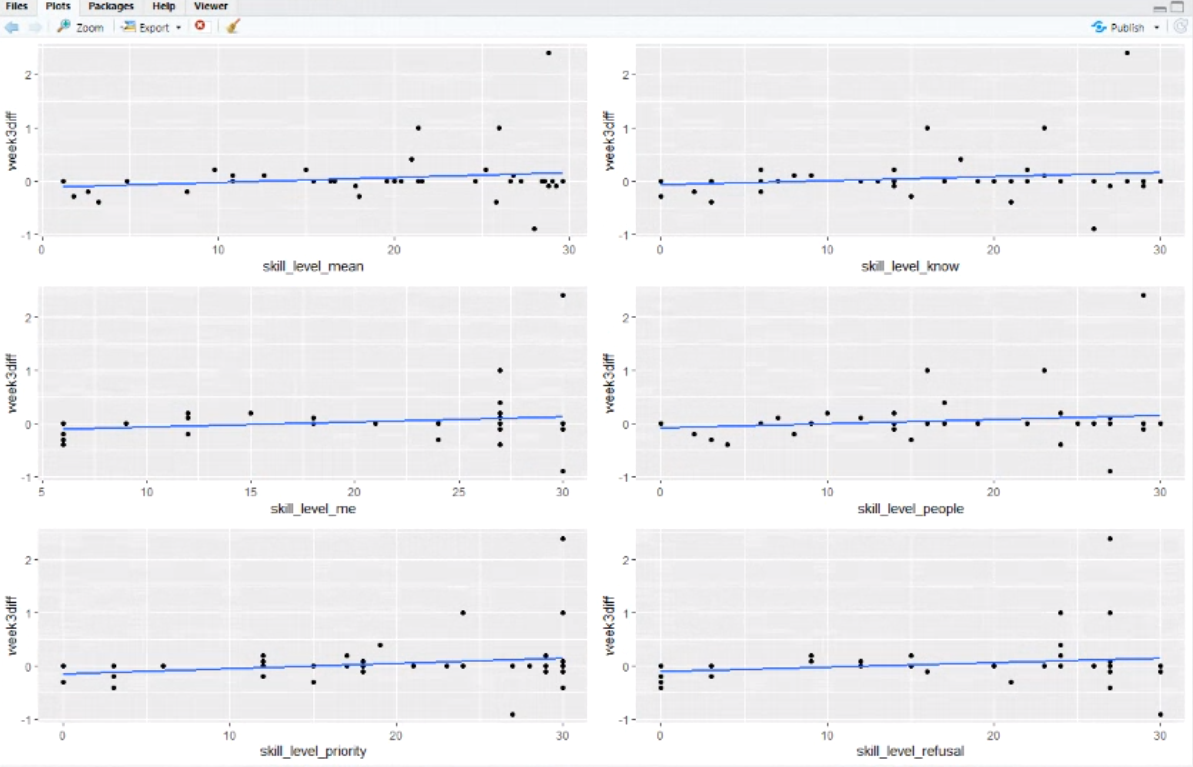 Files Plots Packages Help Viewer
Zoom Export Publish
week3diff
2
1
0
-1
0 10 20 30
skill_level_mean
week3diff
2
1
0
-1
0 10 20 30
skill_level_know
week3diff
2
1
0
-1
5 10 15 20 25 30
skill_level_me
week3diff
2
1
0
-1
0 10 20 30
skill_level_people
week3diff
2
1
0
-1
0 10 20 30
skill_level_priority
week3diff
2
1
0
-1
0 10 20 30
skill_level_refusal